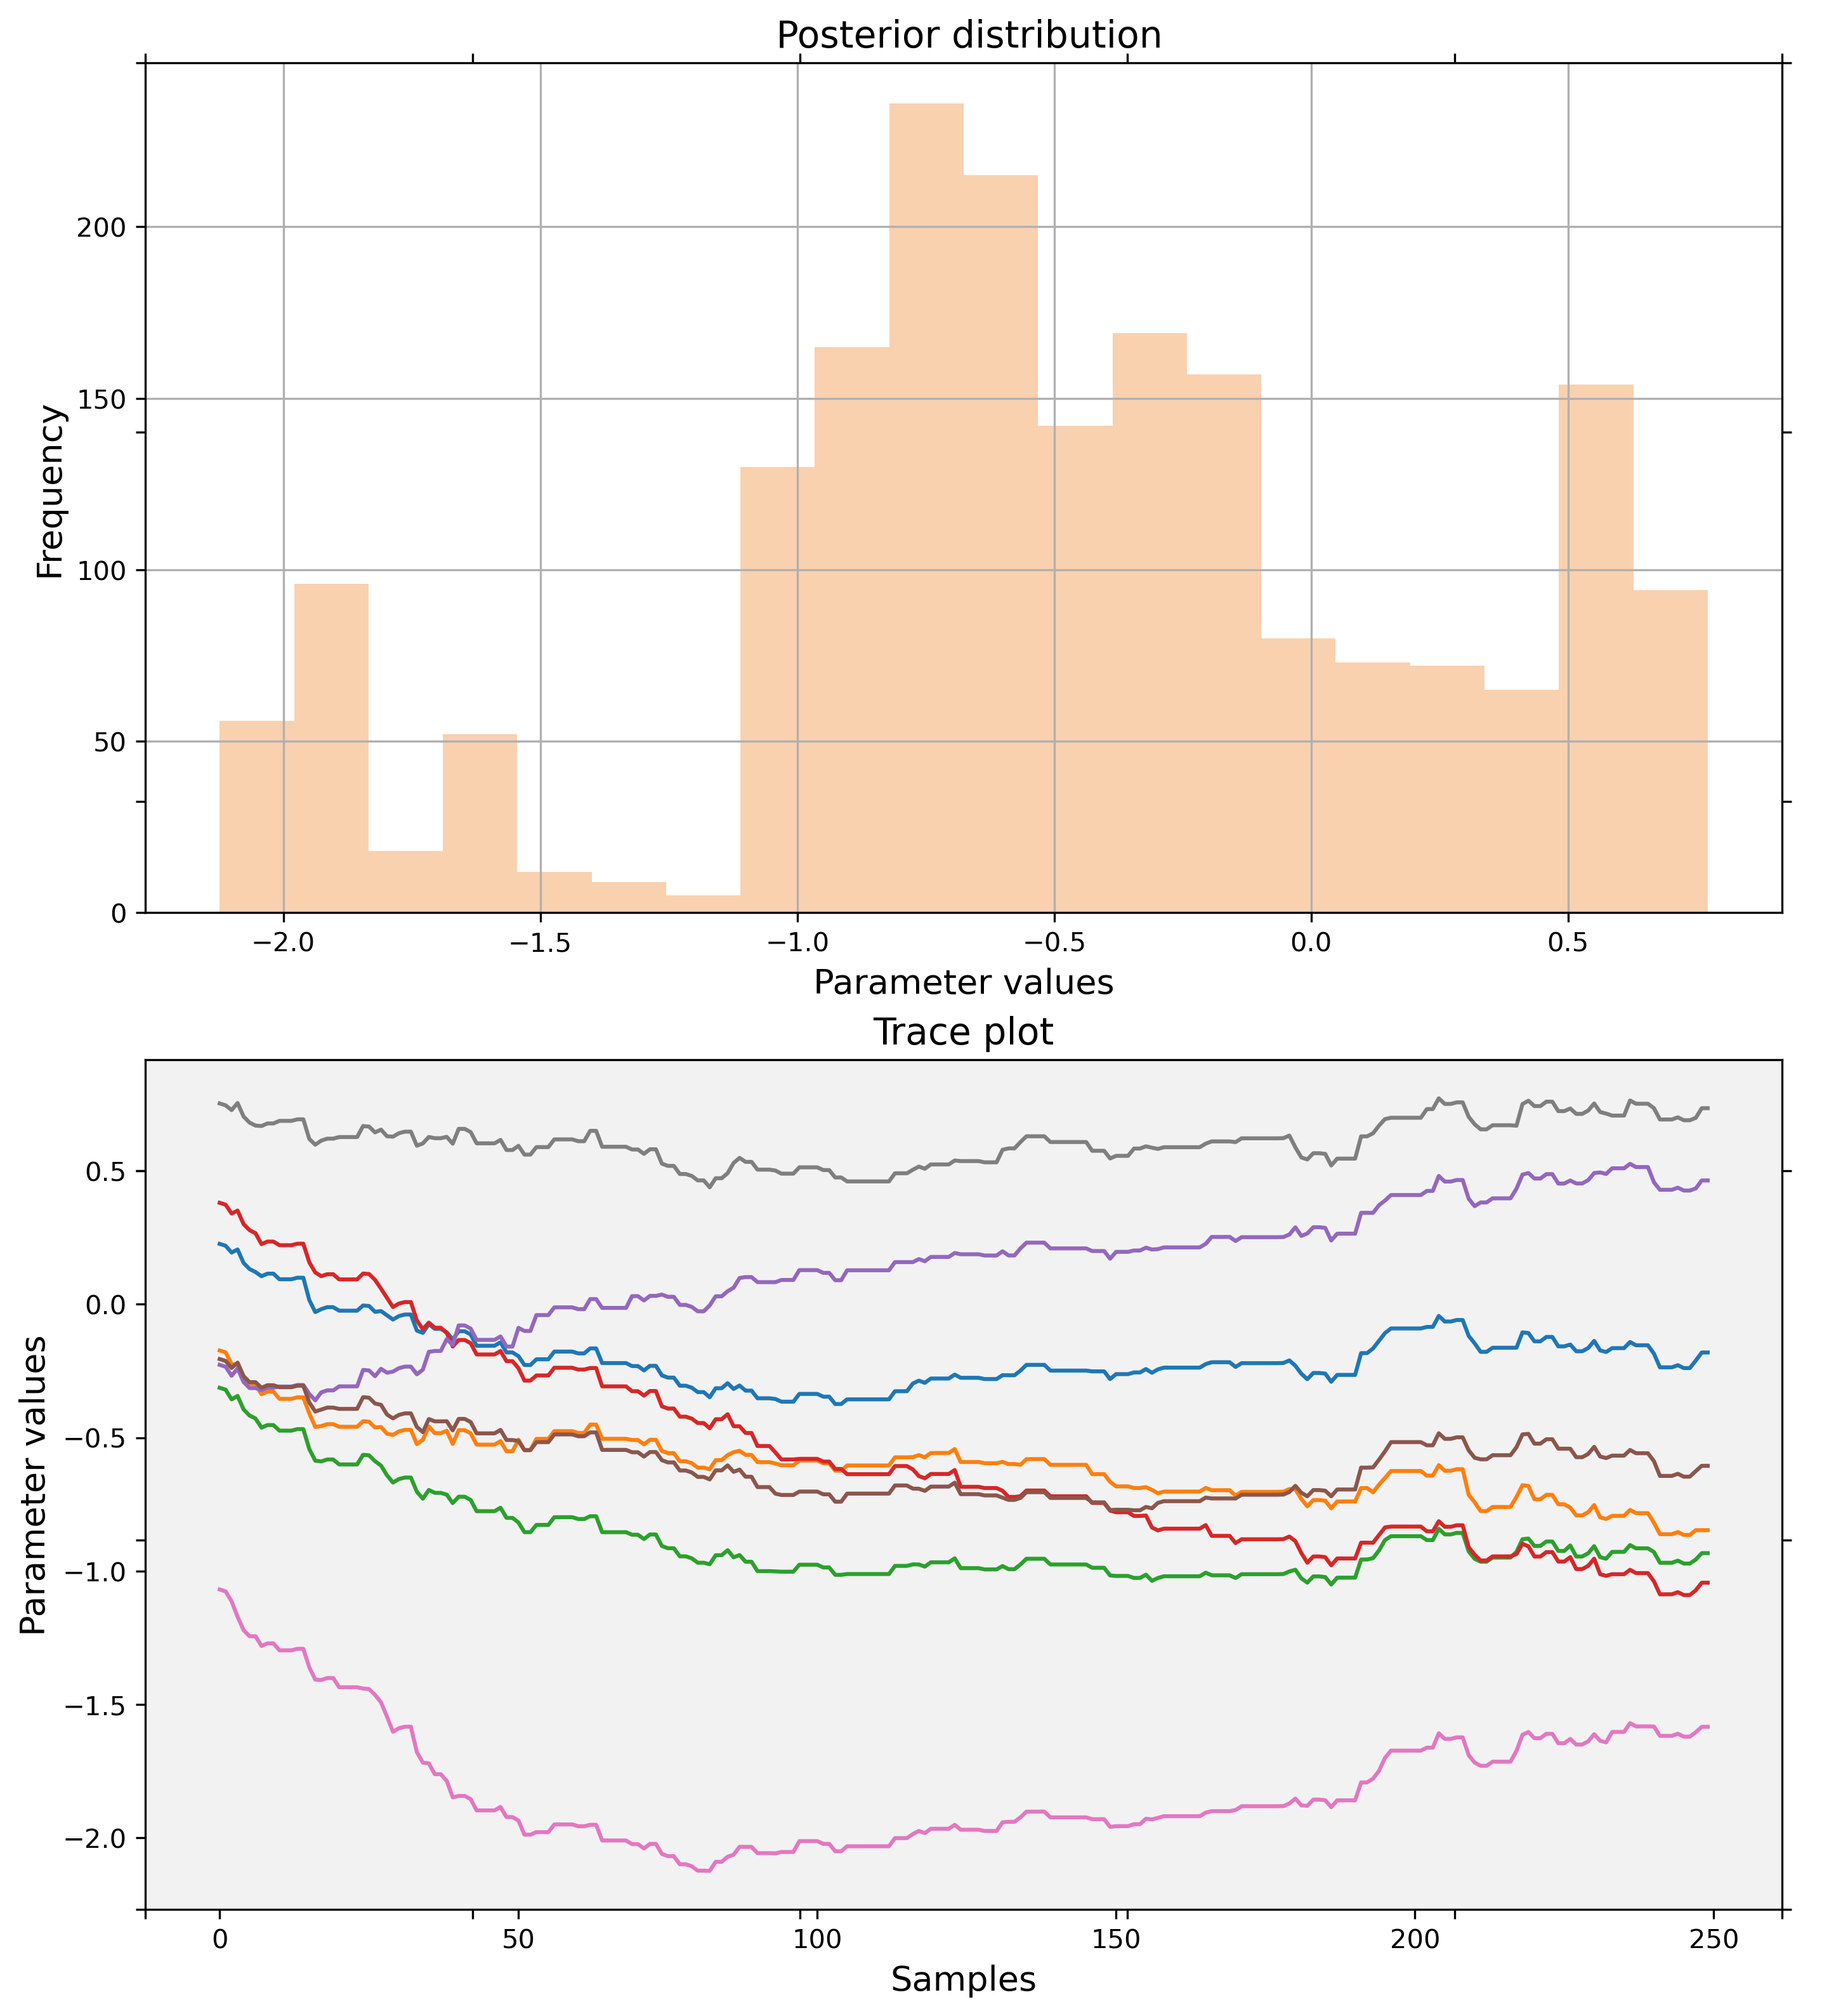 Posterior distribution
Frequency
200
150
100
50
0
−2.0 −1.5 −1.0 −0.5 0.0 0.5
Parameter values
Trace plot
Parameter values
0.5
0.0
−0.5
−1.0
−1.5
−2.0
0 50 100 150 200 250
Samples